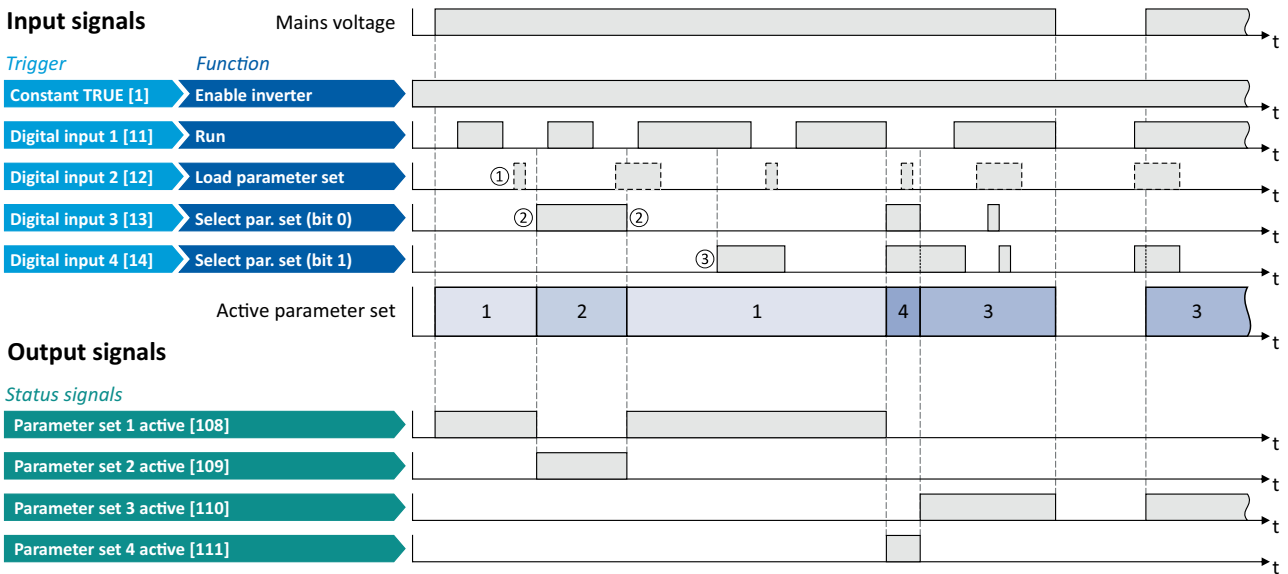 Input signals
Mains voltage
t
Trigger Function
Constant TRUE [1] Enable inverter
t
Digital input 1 [11] Run
t
Digital input 2 [12] Load parameter set ①
t
Digital input 3 [13] Select par. set (bit 0) ② ②
t
Digital input 4 [14] Select par. set (bit 1) ③
t
Active parameter set 1 2 1 4 3 3
t
Output signals
Status signals
Parameter set 1 active [108]
t
Parameter set 2 active [109]
t
Parameter set 3 active [110]
t
Parameter set 4 active [111]
t